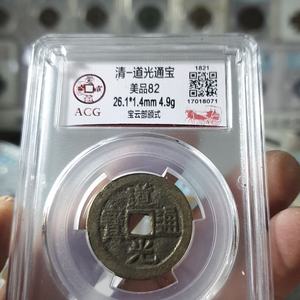 清-道光通宝
美品82
26.1*1.4mm 4.9g
宝云部颁式
ACG
1821
17018071
道
寳 通
光